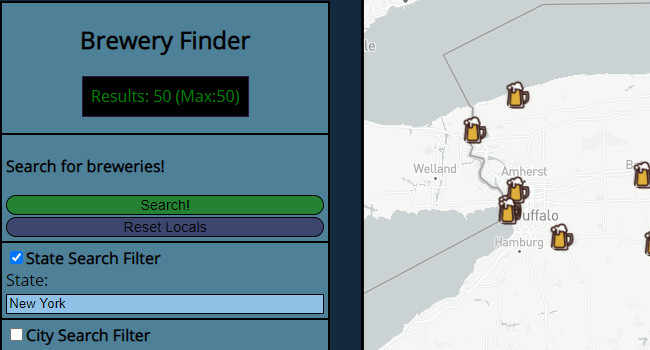 Brewery Finder
Results: 50 (Max:50)
Search for breweries!
Search!
Reset Locals
State Search Filter
State:
New York
City Search Filter
Welland
Amherst
Buffalo
Hamburg